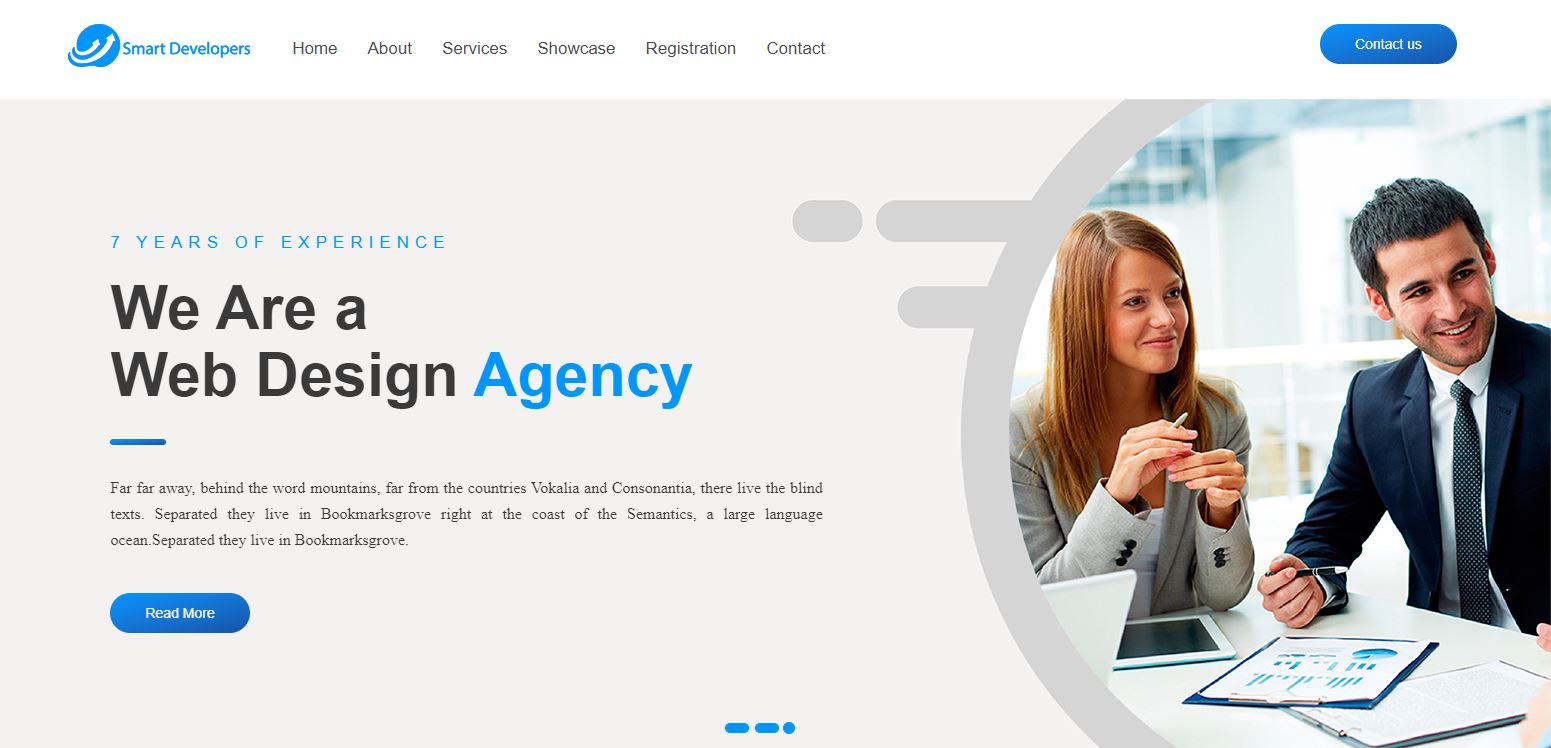 Smart Developers
Home About Services Showcase Registration Contact
Contact us
7 YEARS OF EXPERIENCE
We Are a
Web Design Agency
Far far away, behind the word mountains, far from the countries Vokalia and Consonantia, there live the blind
texts. Separated they live in Bookmarksgrove right at the coast of the Semantics, a large language
ocean.Separated they live in Bookmarksgrove.
Read More